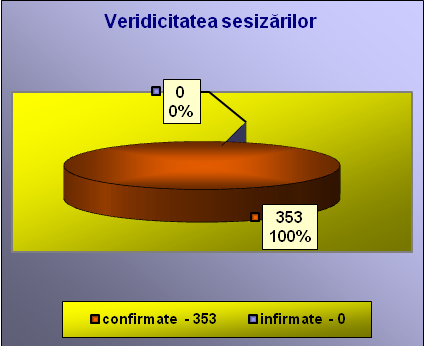 Veridicitatea sesizărilor
0
0%
353
100%
confirmate - 353
infirmate - 0